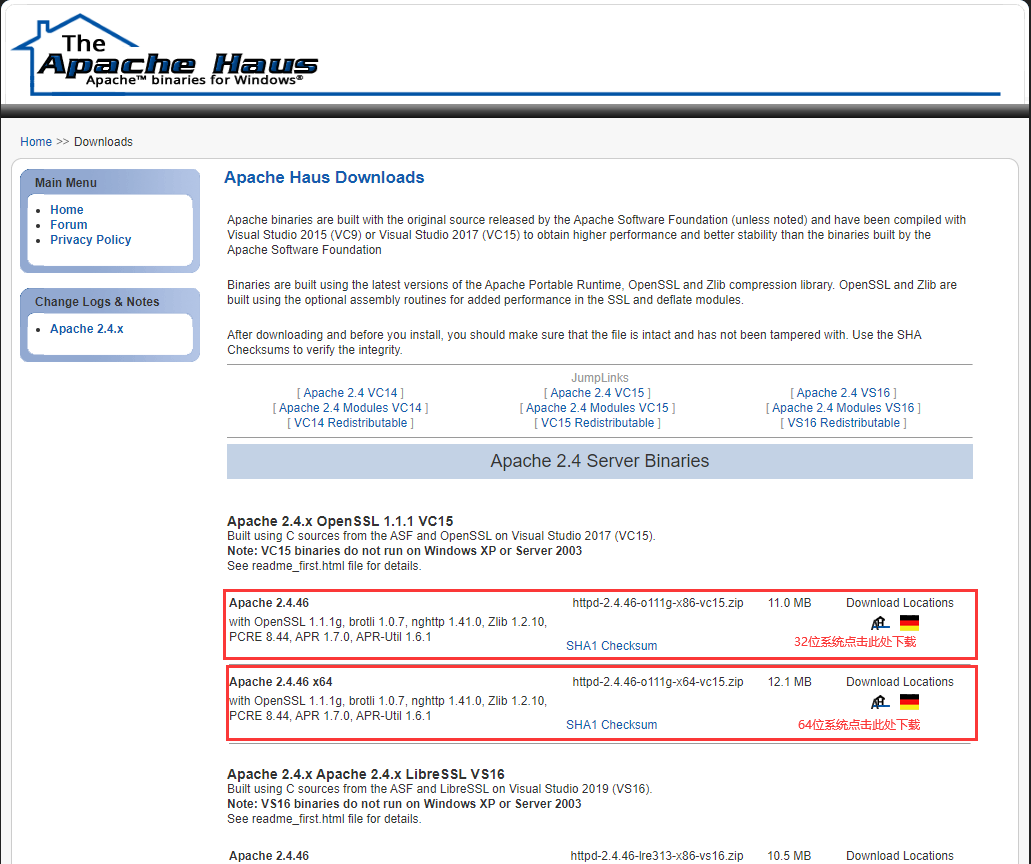 The
Apache Haus
Apache™ binaries for Windows®
Home >> Downloads
Main Menu
Home
Forum
Privacy Policy
Change Logs & Notes
Apache 2.4.x
Apache Haus Downloads
Apache binaries are built with the original source released by the Apache Software Foundation (unless noted) and have been compiled with
Visual Studio 2015 (VC9) or Visual Studio 2017 (VC15) to obtain higher performance and better stability than the binaries built by the
Apache Software Foundation
Binaries are built using the latest versions of the Apache Portable Runtime, OpenSSL and Zlib compression library. OpenSSL and Zlib are
built using the optional assembly routines for added performance in the SSL and deflate modules.
After downloading and before you install, you should make sure that the file is intact and has not been tampered with. Use the SHA
Checksums to verify the integrity.
JumpLinks
[ Apache 2.4 VC14 ] [ Apache 2.4 VC15 ] [ Apache 2.4 VS16 ]
[ Apache 2.4 Modules VC14 ] [ Apache 2.4 Modules VC15 ] [ Apache 2.4 Modules VS16 ]
[ VC14 Redistributable ] [ VC15 Redistributable ] [ VS16 Redistributable ]
Apache 2.4 Server Binaries
Apache 2.4.x OpenSSL 1.1.1 VC15
Built using C sources from the ASF and OpenSSL on Visual Studio 2017 (VC15).
Note: VC15 binaries do not run on Windows XP or Server 2003
See readme_first.html file for details.
Apache 2.4.46 httpd-2.4.46-o111g-x86-vc15.zip 11.0 MB Download Locations
with OpenSSL 1.1.1g, brotli 1.0.7, nghttp 1.41.0, Zlib 1.2.10,
PCRE 8.44, APR 1.7.0, APR-Util 1.6.1
SHA1 Checksum 32位系统点击此处下载
Apache 2.4.46 x64 httpd-2.4.46-o111g-x64-vc15.zip 12.1 MB Download Locations
with OpenSSL 1.1.1g, brotli 1.0.7, nghttp 1.41.0, Zlib 1.2.10,
PCRE 8.44, APR 1.7.0, APR-Util 1.6.1
SHA1 Checksum 64位系统点击此处下载
Apache 2.4.x Apache 2.4.x LibreSSL VS16
Built using C sources from the ASF and LibreSSL on Visual Studio 2019 (VS16).
Note: VS16 binaries do not run on Windows XP or Server 2003
See readme_first.html file for details.
Apache 2.4.46 httpd-2.4.46-lre313-x86-vs16.zip 10.5 MB Download Locations